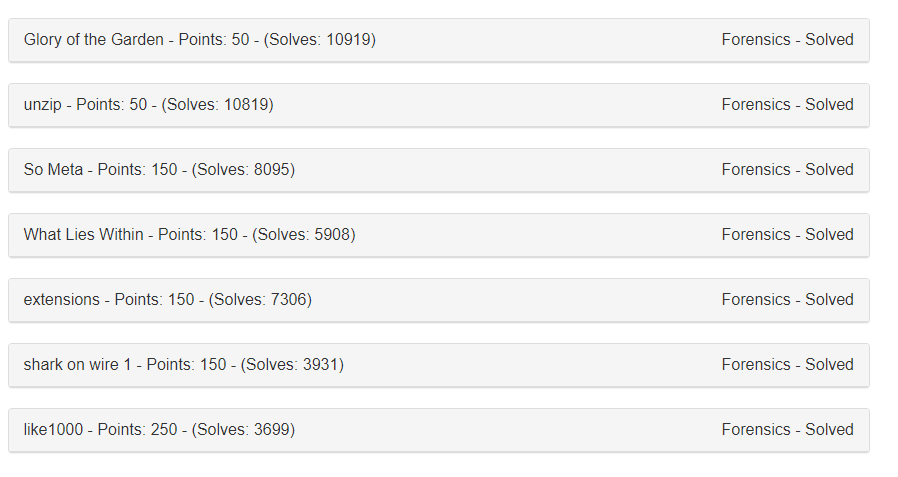 Glory of the Garden - Points: 50 - (Solves: 10919) Forensics - Solved
unzip - Points: 50 - (Solves: 10819) Forensics - Solved
So Meta - Points: 150 - (Solves: 8095) Forensics - Solved
What Lies Within - Points: 150 - (Solves: 5908) Forensics - Solved
extensions - Points: 150 - (Solves: 7306) Forensics - Solved
shark on wire 1 - Points: 150 - (Solves: 3931) Forensics - Solved
like1000 - Points: 250 - (Solves: 3699) Forensics - Solved